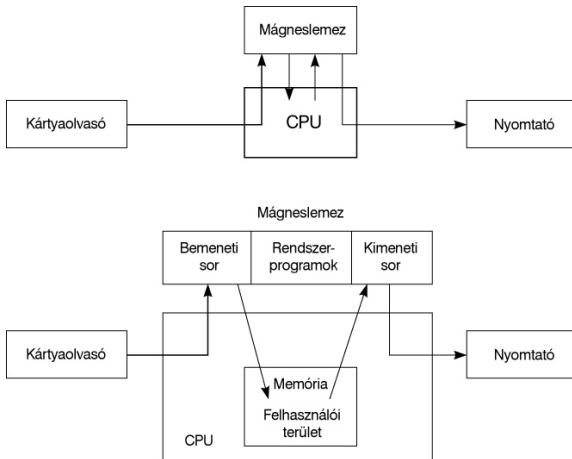 Mágneslemez
Kártyaolvasó
CPU
Nyomtató
Mágneslemez
Bemeneti
sor
Rendszer-
programok
Kimeneti
sor
Kártyaolvasó
Nyomtató
Memória
Felhasználói
terület
CPU